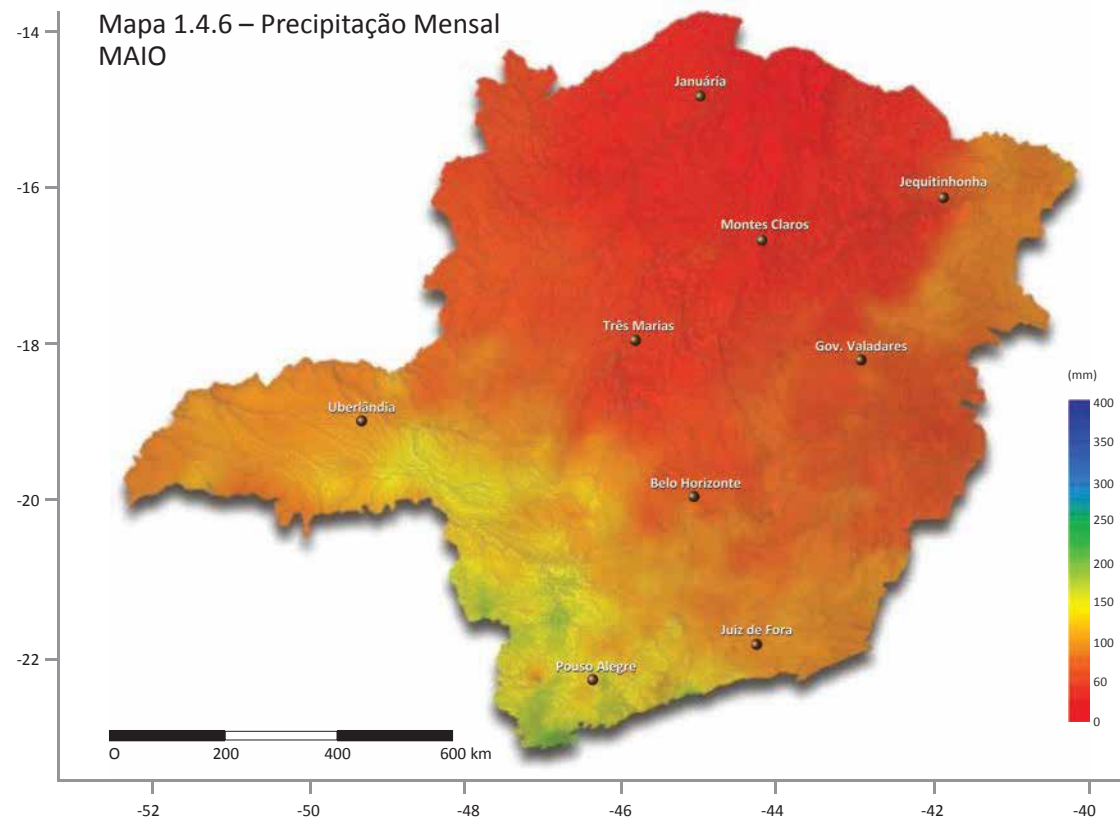 Mapa 1.4.6 – Precipitação Mensal
MAIO
-14
-16
-18
-20
-22
Januária
Jequitinhonha
Montes Claros
Três Marias
Gov. Valadares
Uberlândia
Belo Horizonte
Juiz de Fora
Pouso Alegre
(mm)
400
350
300
250
200
150
100
60
0
O 200 400 600 km
-52 -50 -48 -46 -44 -42 -40